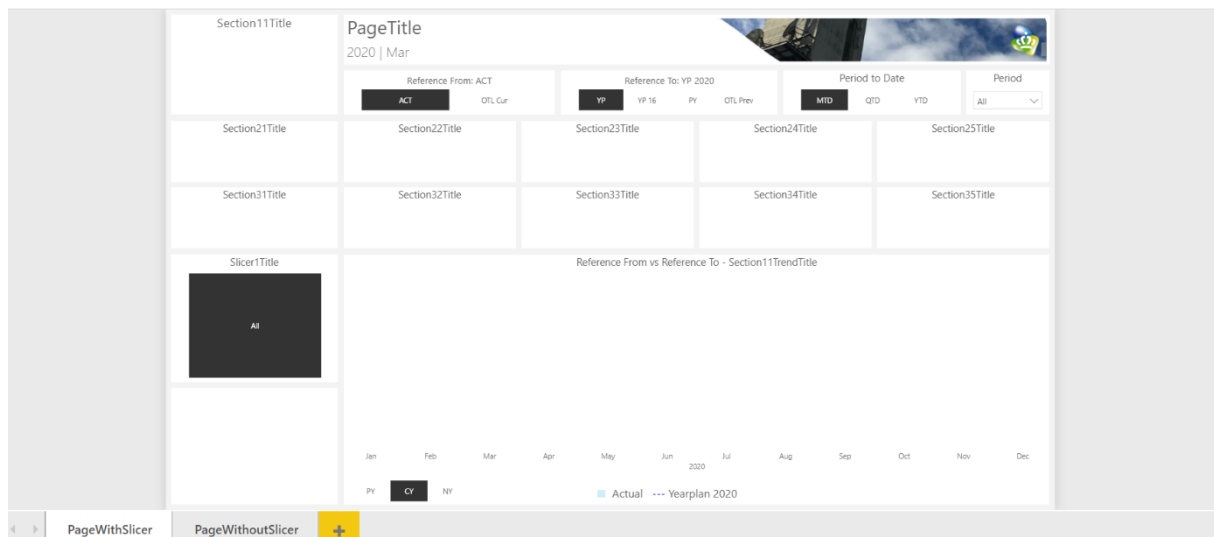 Section11Title
PageTitle
2020 | Mar
Reference From: ACT
ACT OTL Cur
Reference To: YP 2020
YP YP 16 PY OTL Prev
Period to Date
MTD QTD YTD
Period
All
Section21Title Section22Title Section23Title Section24Title Section25Title
Section31Title Section32Title Section33Title Section34Title Section35Title
Slicer1Title
All
Reference From vs Reference To - Section11TrendTitle
Jan Feb Mar Apr May Jun Jul Aug Sep Oct Nov Dec
2020
PY CY NY
Actual --- Yearplan 2020
PageWithSlicer PageWithoutSlicer +